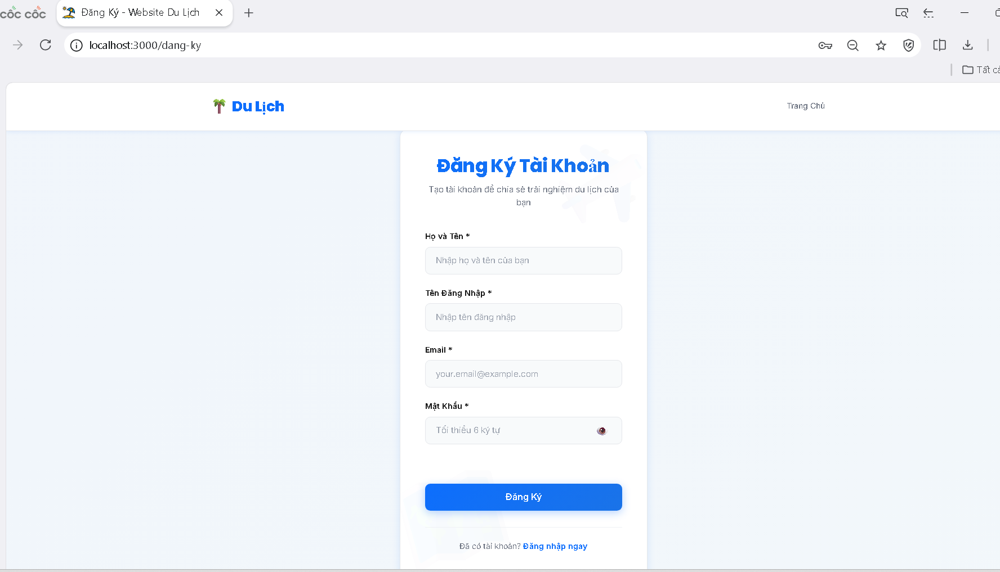 cốc cốc
Đăng Ký - Website Du Lịch
localhost:3000/dang-ky
Tất cả
Du Lịch
Trang Chủ
Đăng Ký Tài Khoản
Tạo tài khoản để chia sẻ trải nghiệm du lịch của
bạn
Họ và Tên *
Nhập họ và tên của bạn
Tên Đăng Nhập *
Nhập tên đăng nhập
Email *
your.email@example.com
Mật Khẩu *
Tối thiểu 6 ký tự
Đăng Ký
Đã có tài khoản? Đăng nhập ngay